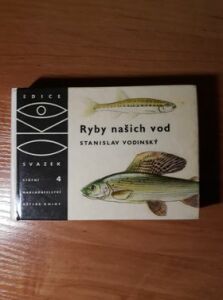 EDICE
OKO
SVAZEK
4
STÁTNÍ
NAKLADATELSTVÍ
DĚTSKÉ KNIHY
Ryby našich vod
STANISLAV VODINSKÝ